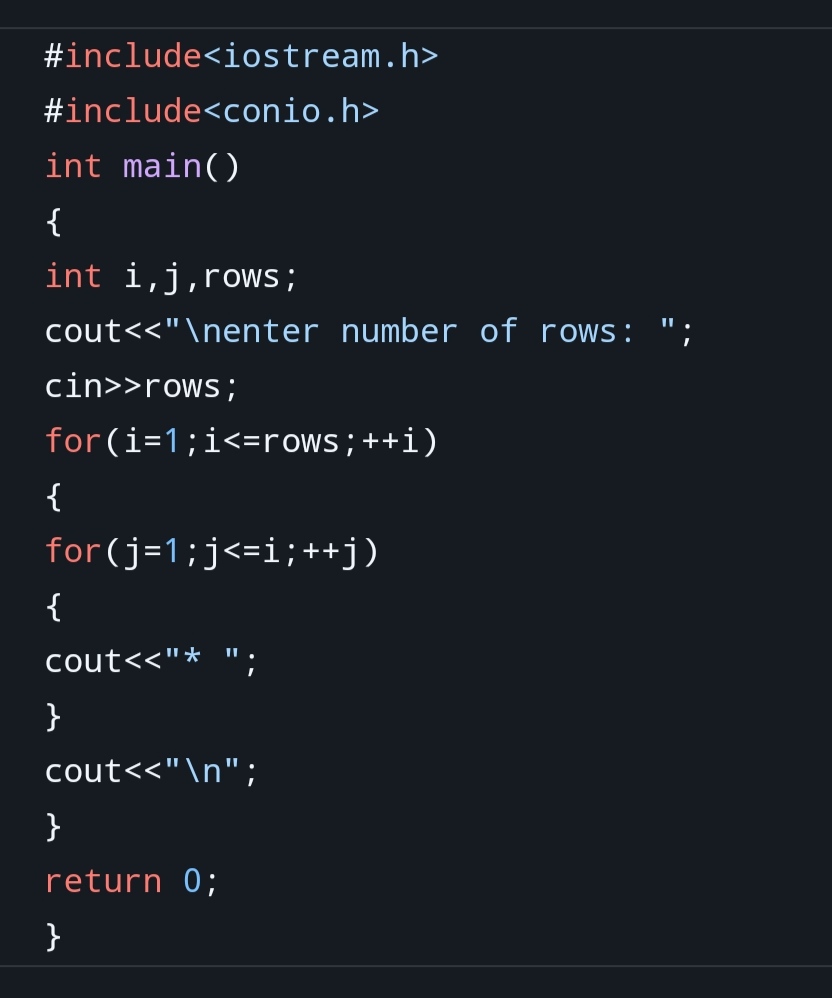 #include<iostream.h>
#include<conio.h>
int main()
{
int i,j,rows;
cout<<"\nenter number of rows: ";
cin>>rows;
for(i=1;i<=rows;++i)
{
for(j=1;j<=i;++j)
{
cout<<"* ";
}
cout<<"\n";
}
return 0;
}